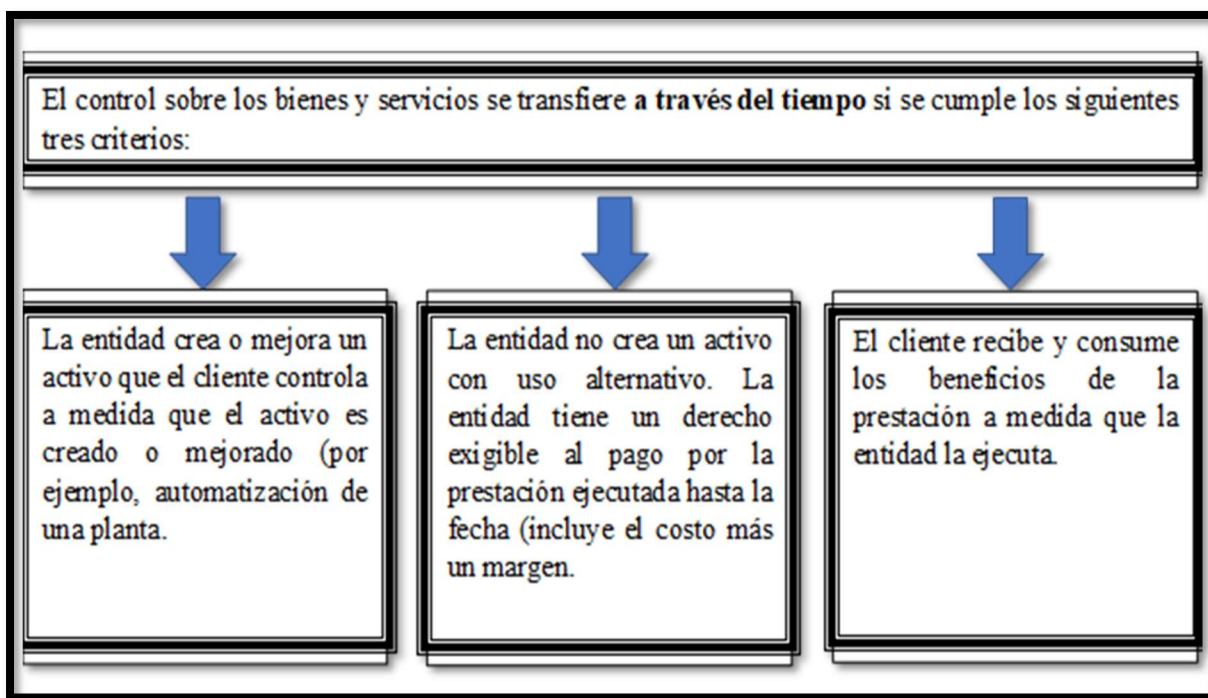 El control sobre los bienes y servicios se transfiere a través del tiempo si se cumple los siguientes
tres criterios:
La entidad crea o mejora un
activo que el cliente controla
a medida que el activo es
creado o mejorado (por
ejemplo, automatización de
una planta.
La entidad no crea un activo
con uso alternativo. La
entidad tiene un derecho
exigible al pago por la
prestación ejecutada hasta la
fecha (incluye el costo más
un margen.
El cliente recibe y consume
los beneficios de la
prestación a medida que la
entidad la ejecuta.